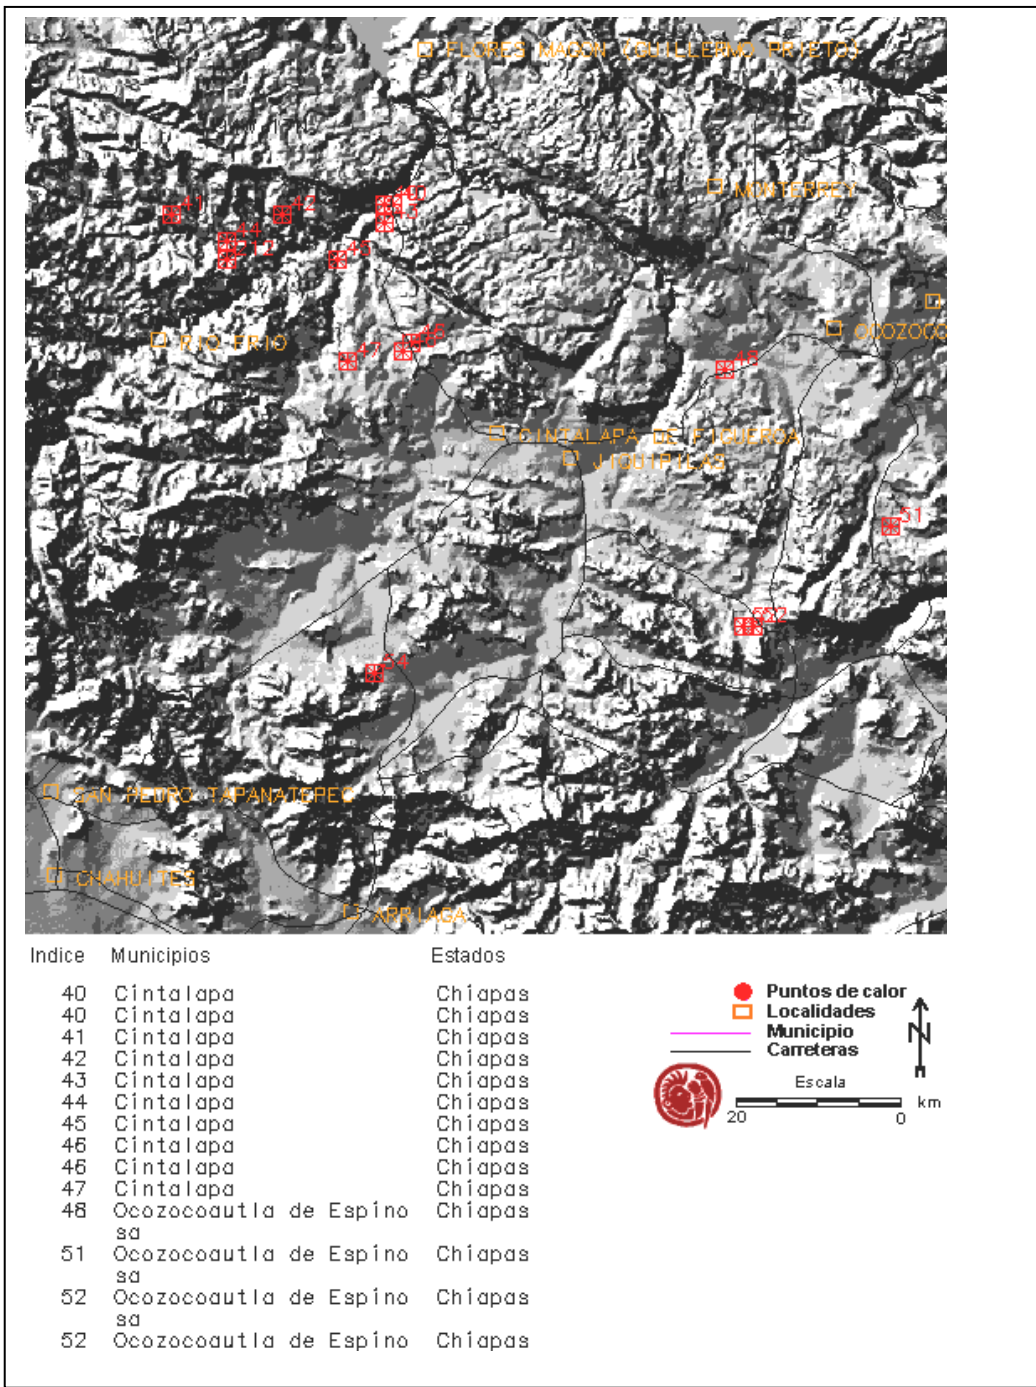 FLORES MAGON (GUILLERMO PRIETO)
MONTERREY
40
41
42
43
44
212
45
OCOZOCO
RIO FRIO
47
48
CINTALAPA DE FIGUEROA
JIQUIPILAS
51
54
SAN PEDRO TAPANATEPEC
CHAHUITES
ARRIAGA
Indice Municipios Estados
40 Cintalapa Chiapas
40 Cintalapa Chiapas
41 Cintalapa Chiapas
42 Cintalapa Chiapas
43 Cintalapa Chiapas
44 Cintalapa Chiapas
45 Cintalapa Chiapas
46 Cintalapa Chiapas
46 Cintalapa Chiapas
47 Cintalapa Chiapas
48 Ocozocoautla de Espino Chiapas
sa
51 Ocozocoautla de Espino Chiapas
sa
52 Ocozocoautla de Espino Chiapas
sa
52 Ocozocoautla de Espino Chiapas
Puntos de calor
Localidades
Municipio
Carreteras
N
Escala
km
20 0